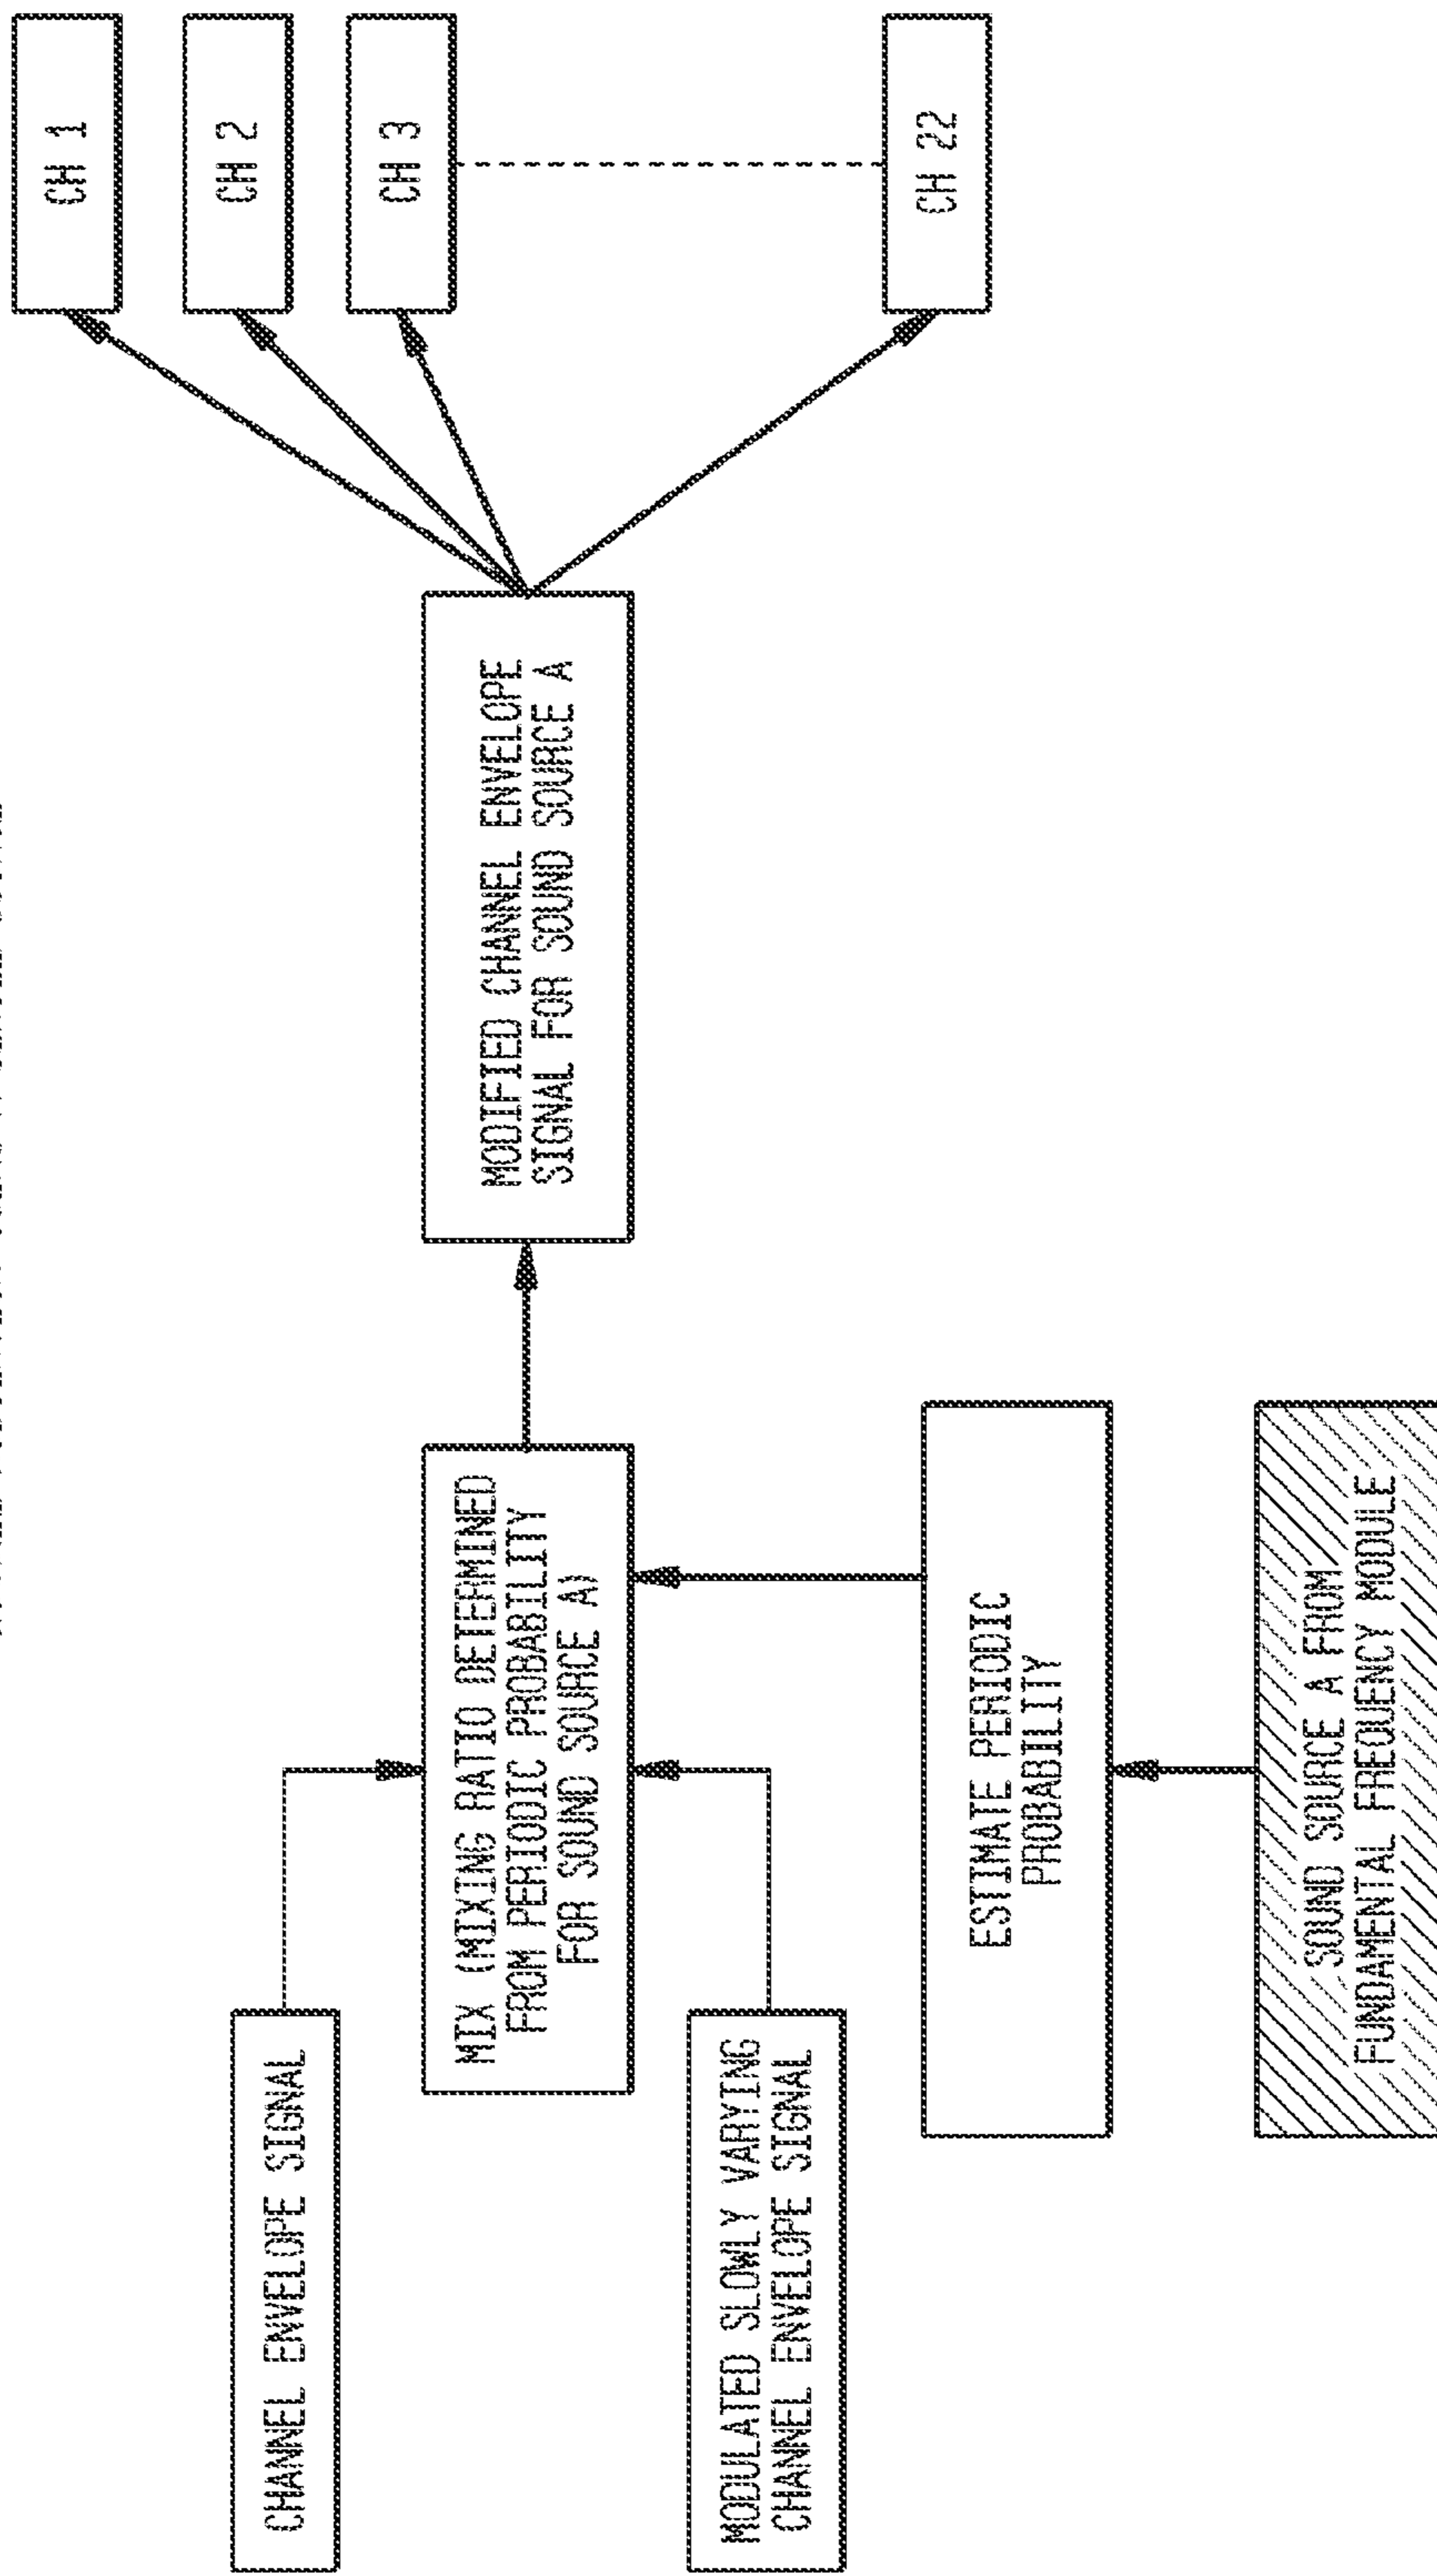 CHANNEL ENVELOPE SIGNAL
MODULATED SLOWLY VARYING
CHANNEL ENVELOPE SIGNAL
MIX (MIXING RATIO DETERMINED
FROM PERIODIC PROBABILITY
FOR SOUND SOURCE A)
ESTIMATE PERIODIC
PROBABILITY
SOUND SOURCE A FROM
FUNDAMENTAL FREQUENCY MODULE
MODIFIED CHANNEL ENVELOPE
SIGNAL FOR SOUND SOURCE A
CH 1
CH 2
CH 3
CH 22